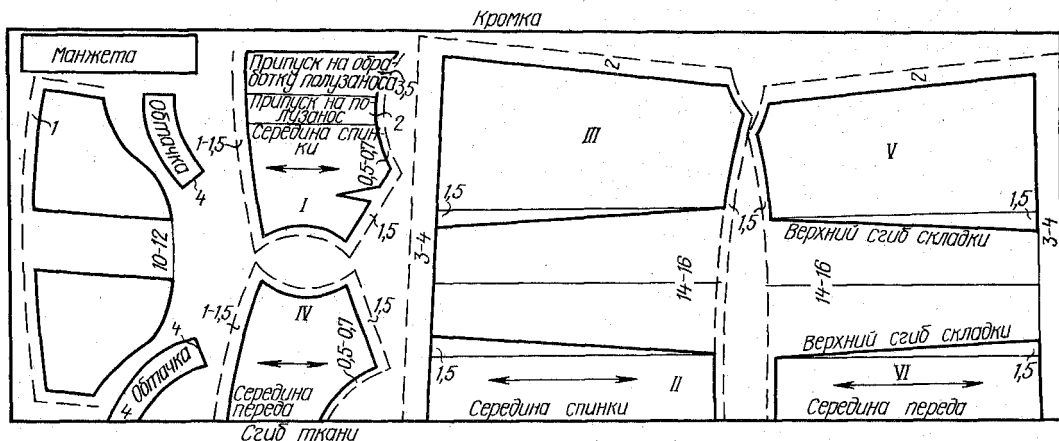 Кромка
Манжета
1
Обтачка
4
10-12
Обтачка
4
4
Припуск на обра-
ботку полузаноса
3,5
Припуск на по-
лузанос
2
Середина спин-
ки
1-1,5
0,5-0,7
I
1,5
IV
1-1,5
1,5
0,5-0,7
Середина
переда
Сгиб ткани
2
III
1,5
1,5
3-4
14-16
1,5
II
Середина спинки
2
V
1,5
1,5
Верхний сгиб складки
3-4
14-16
Верхний сгиб складки
1,5
VI
Середина переда